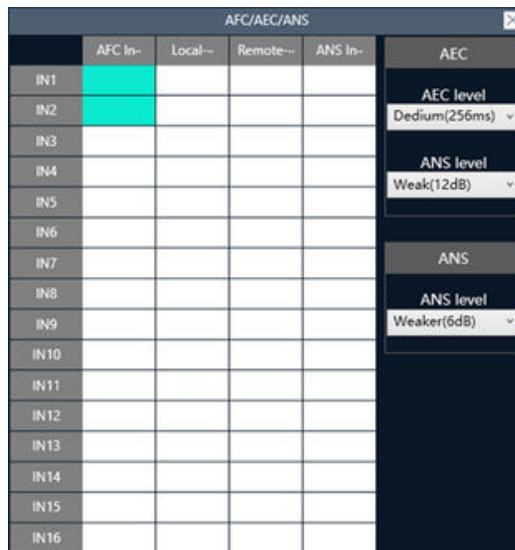 AFC/AEC/ANS
AFC In-- Local--- Remote--- ANS In--
IN1
IN2
IN3
IN4
IN5
IN6
IN7
IN8
IN9
IN10
IN11
IN12
IN13
IN14
IN15
IN16
AEC
AEC level
Dedium(256ms)
ANS level
Weak(12dB)
ANS
ANS level
Weaker(6dB)